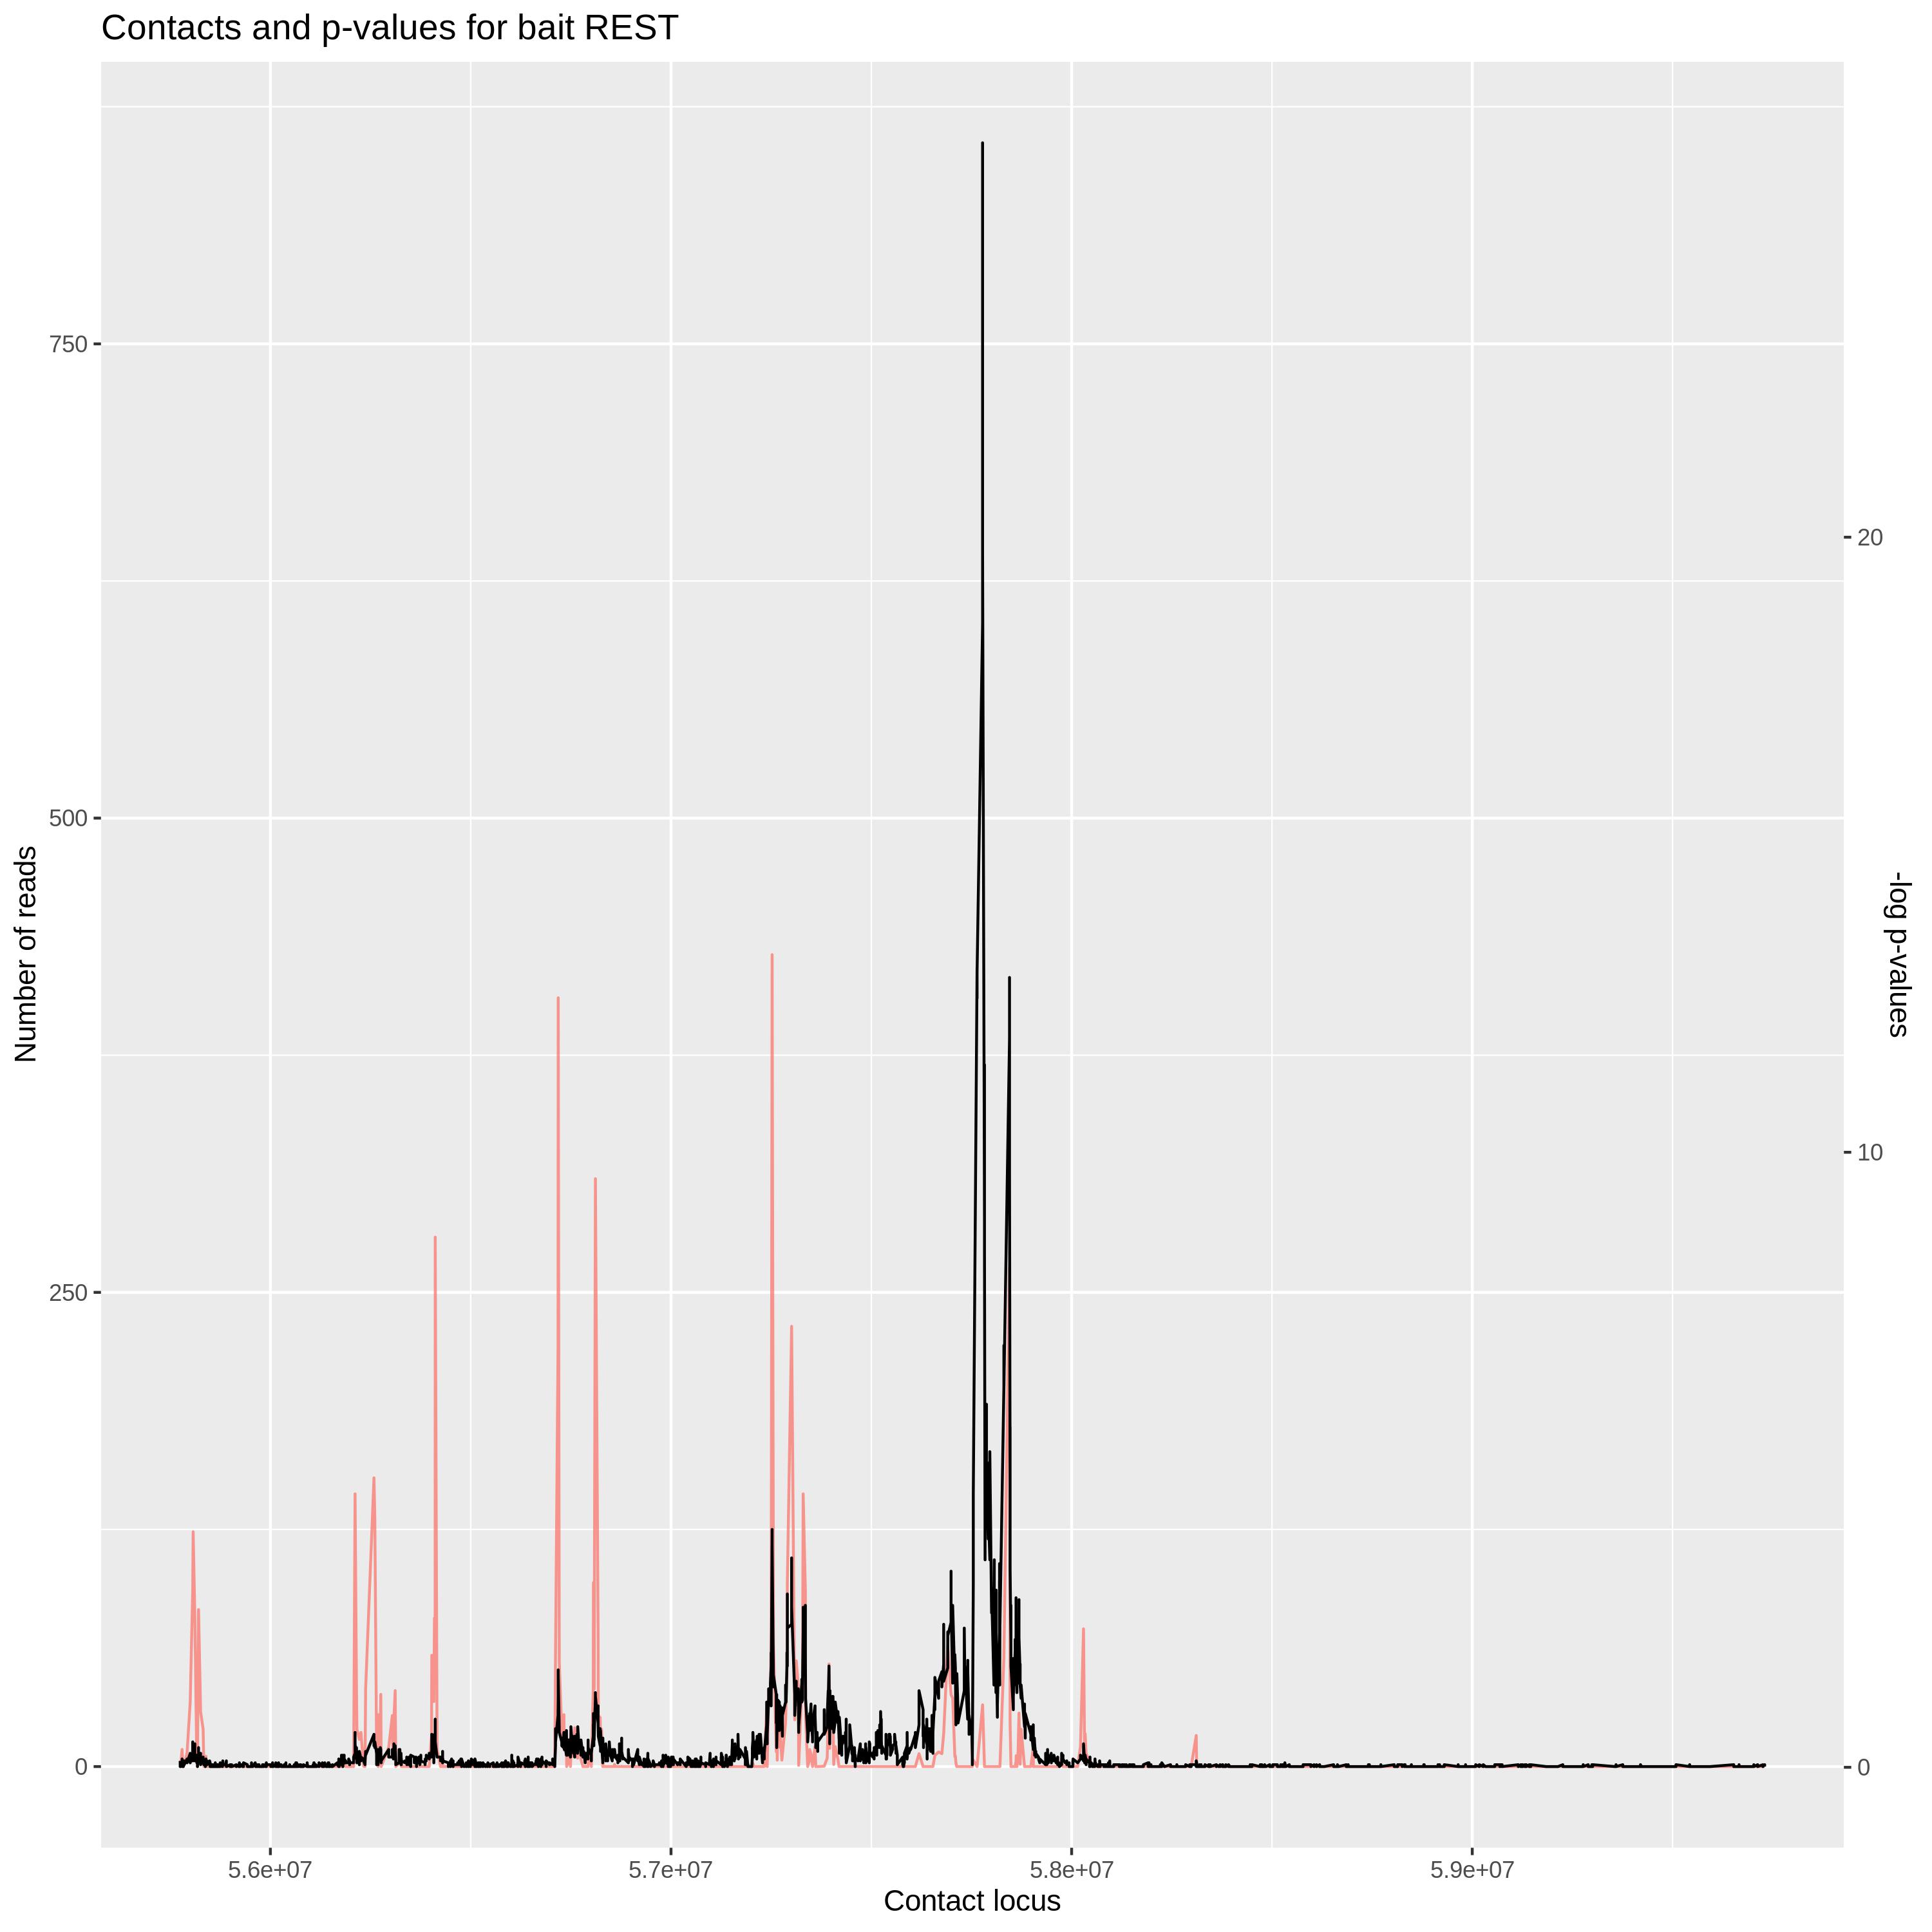 Contacts and p-values for bait REST
750
500
250
0
Number of reads
20
10
0
-log p-values
5.6e+07
5.7e+07
5.8e+07
5.9e+07
Contact locus